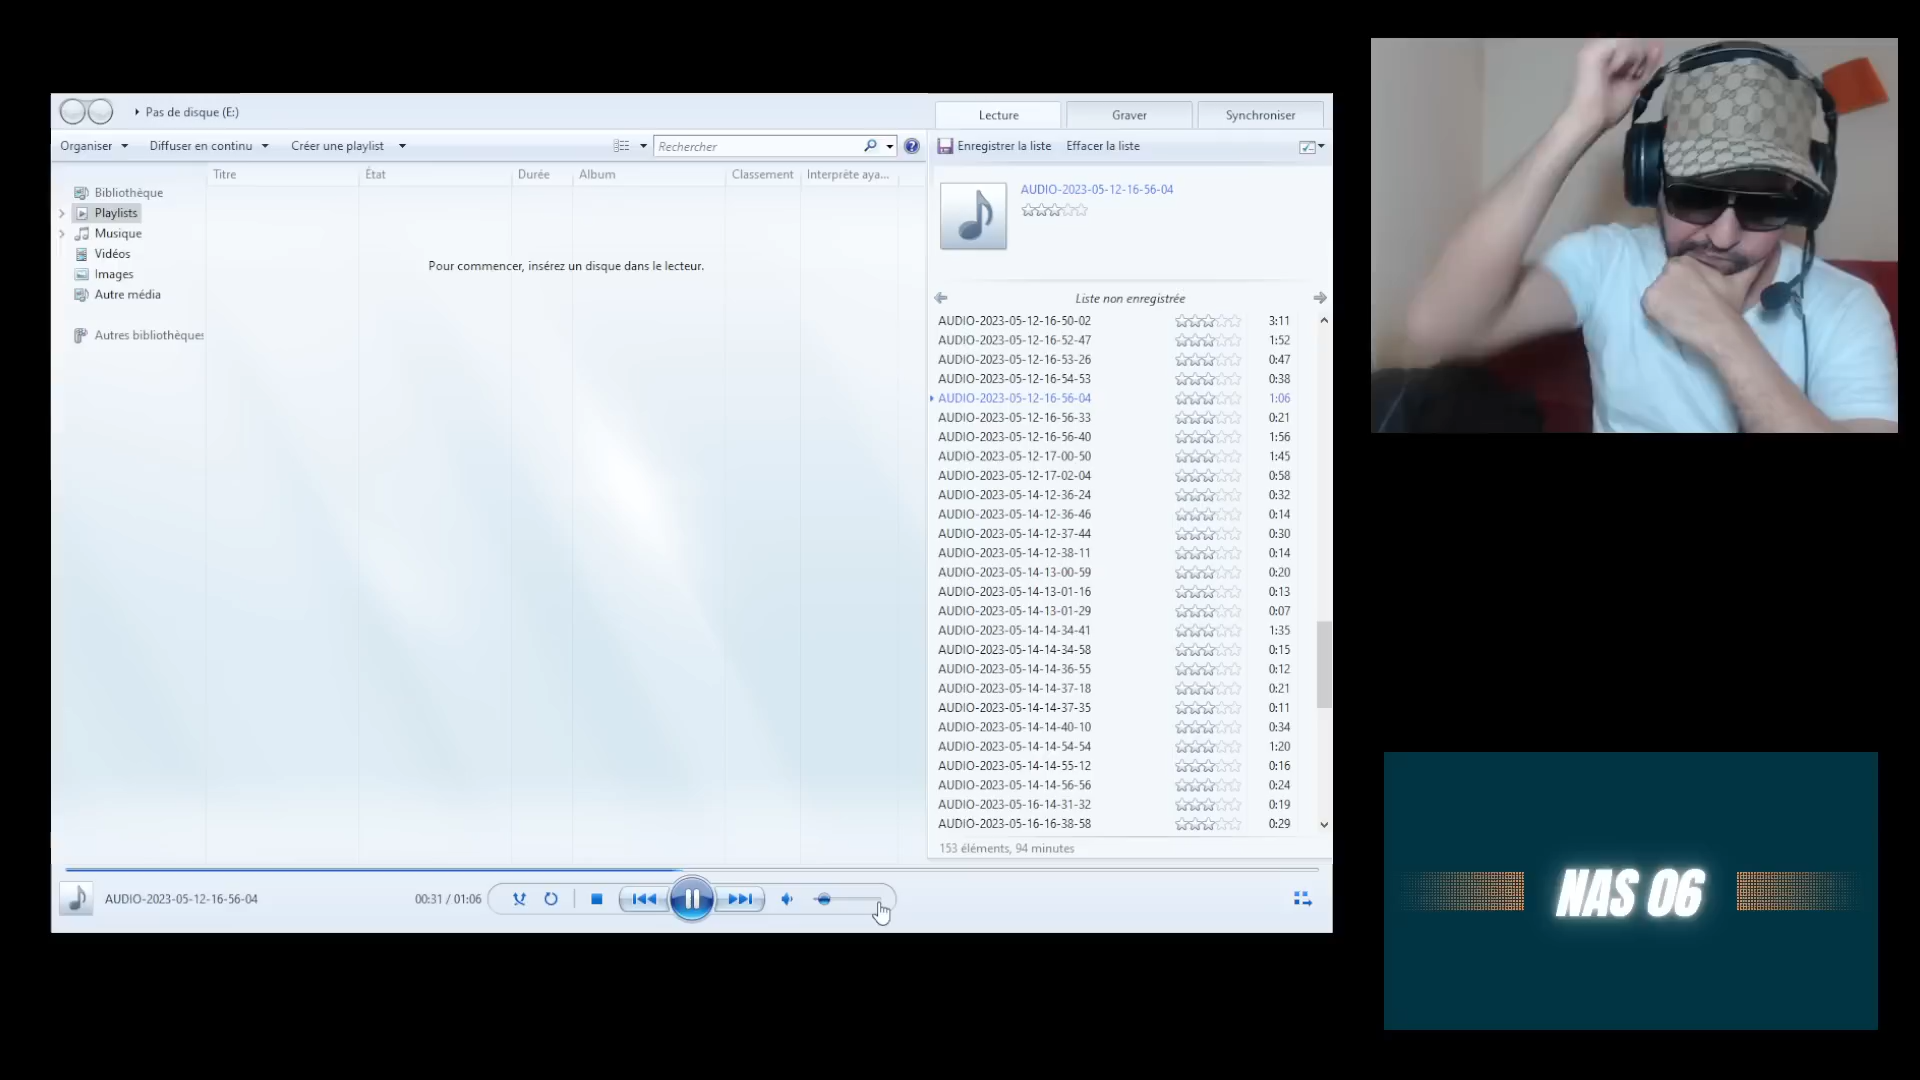 Pas de disque (E:)
Organiser
Diffuser en continu
Créer une playlist
Rechercher
Titre
État
Durée
Album
Classement
Interprète aya...
Bibliothèque
Playlists
Musique
Vidéos
Images
Autre média
Autres bibliothèques
Pour commencer, insérez un disque dans le lecteur.
Lecture
Graver
Synchroniser
Enregistrer la liste
Effacer la liste
AUDIO-2023-05-12-16-56-04
Liste non enregistrée
AUDIO-2023-05-12-16-50-02 3:11
AUDIO-2023-05-12-16-52-47 1:52
AUDIO-2023-05-12-16-53-26 0:47
AUDIO-2023-05-12-16-54-53 0:38
AUDIO-2023-05-12-16-56-04 1:06
AUDIO-2023-05-12-16-56-33 0:21
AUDIO-2023-05-12-16-56-40 1:56
AUDIO-2023-05-12-17-00-50 1:45
AUDIO-2023-05-12-17-02-04 0:58
AUDIO-2023-05-14-12-36-24 0:32
AUDIO-2023-05-14-12-36-46 0:14
AUDIO-2023-05-14-12-37-44 0:30
AUDIO-2023-05-14-12-38-11 0:14
AUDIO-2023-05-14-13-00-59 0:20
AUDIO-2023-05-14-13-01-16 0:13
AUDIO-2023-05-14-13-01-29 0:07
AUDIO-2023-05-14-14-34-41 1:35
AUDIO-2023-05-14-14-34-58 0:15
AUDIO-2023-05-14-14-36-55 0:12
AUDIO-2023-05-14-14-37-18 0:21
AUDIO-2023-05-14-14-37-35 0:11
AUDIO-2023-05-14-14-40-10 0:34
AUDIO-2023-05-14-14-54-54 1:20
AUDIO-2023-05-14-14-55-12 0:16
AUDIO-2023-05-14-14-56-56 0:24
AUDIO-2023-05-16-14-31-32 0:19
AUDIO-2023-05-16-16-38-58 0:29
153 éléments, 94 minutes
AUDIO-2023-05-12-16-56-04
00:31 / 01:06
NAS 06